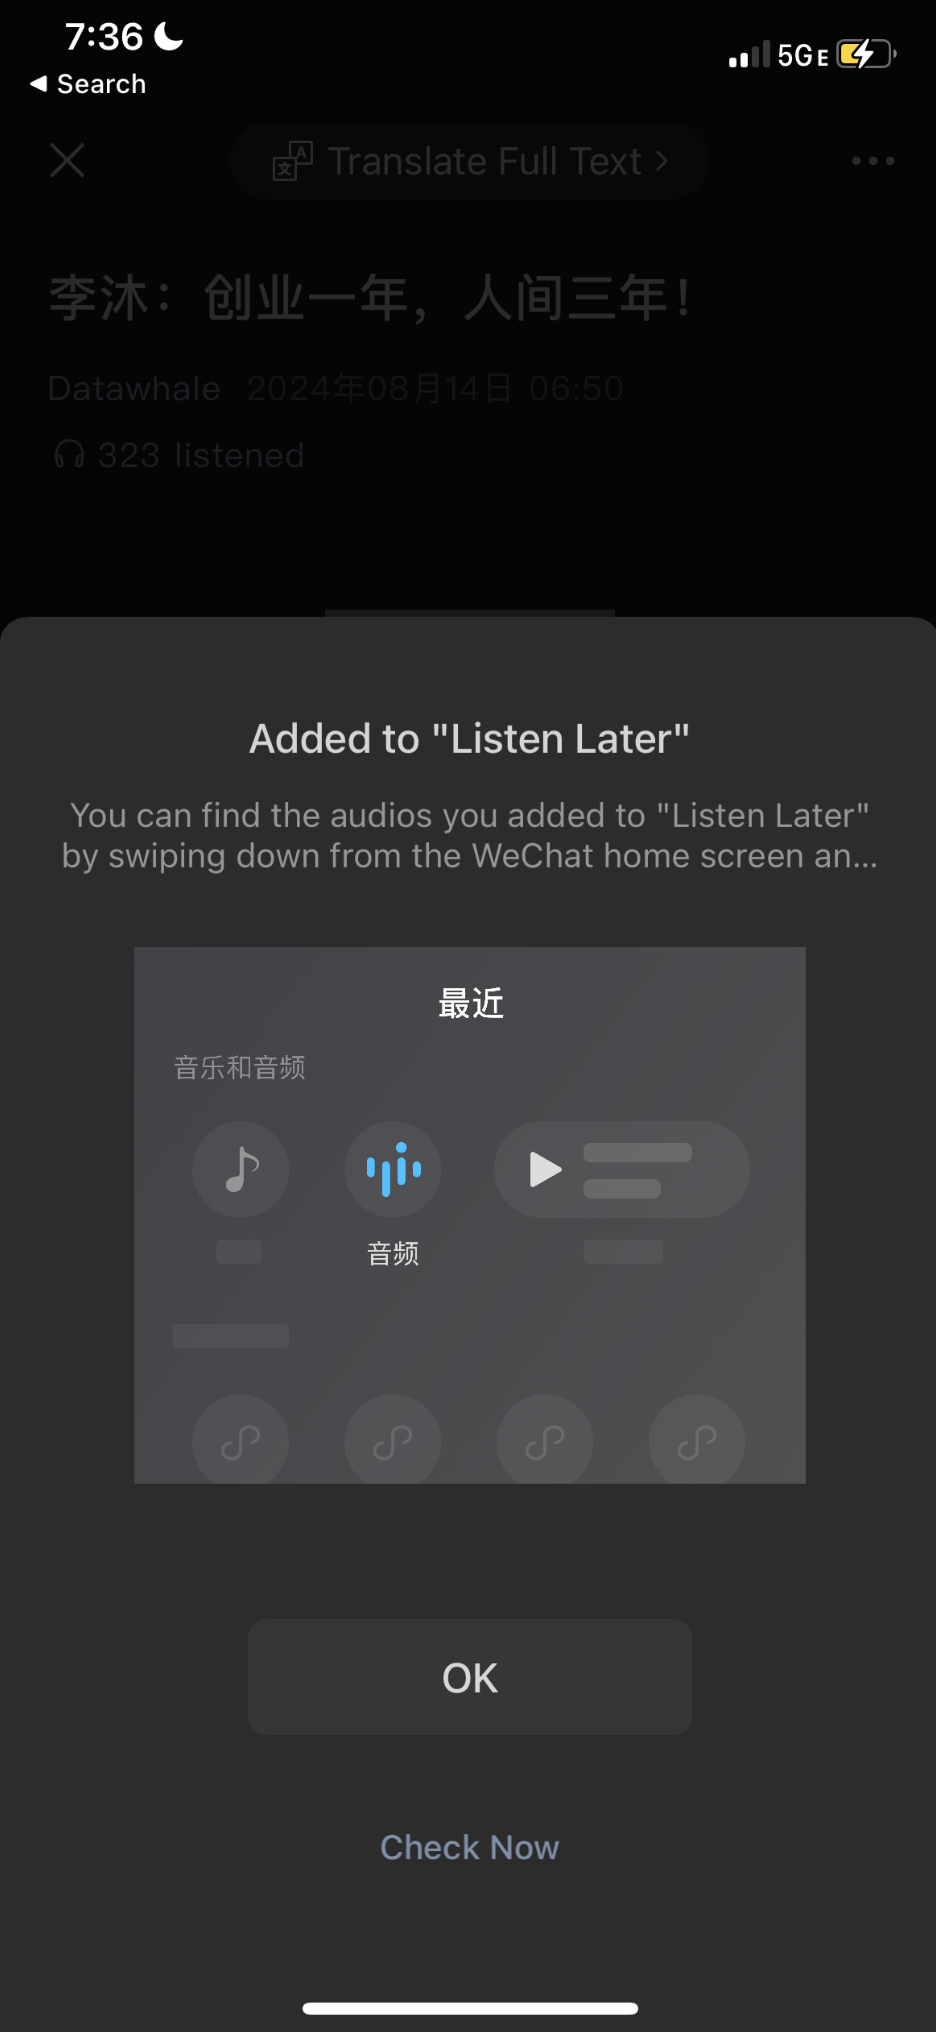 7:36
5GE
Search
Translate Full Text
李沐：创业一年，人间三年！
Datawhale 2024年08月14日 06:50
323 listened
Added to "Listen Later"
You can find the audios you added to "Listen Later"
by swiping down from the WeChat home screen an...
最近
音乐和音频
音频
OK
Check Now